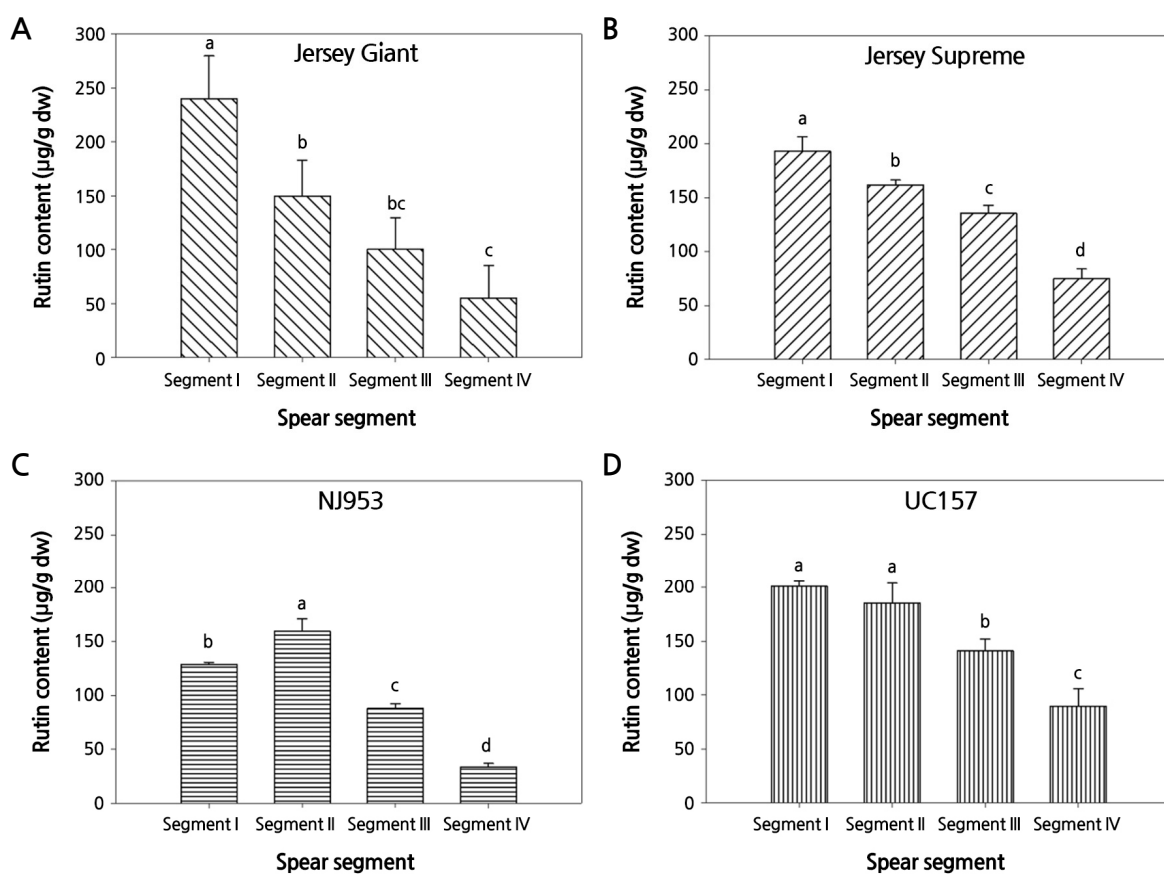 A
Jersey Giant
Rutin content (µg/g dw)
300
250
200
150
100
50
0
a
b
bc
c
Segment I Segment II Segment III Segment IV
Spear segment
B
Jersey Supreme
Rutin content (µg/g dw)
300
250
200
150
100
50
0
a
b
c
d
Segment I Segment II Segment III Segment IV
Spear segment
C
NJ953
Rutin content (µg/g dw)
300
250
200
150
100
50
0
b
a
c
d
Segment I Segment II Segment III Segment IV
Spear segment
D
UC157
Rutin content (µg/g dw)
300
250
200
150
100
50
0
a
a
b
c
Segment I Segment II Segment III Segment IV
Spear segment